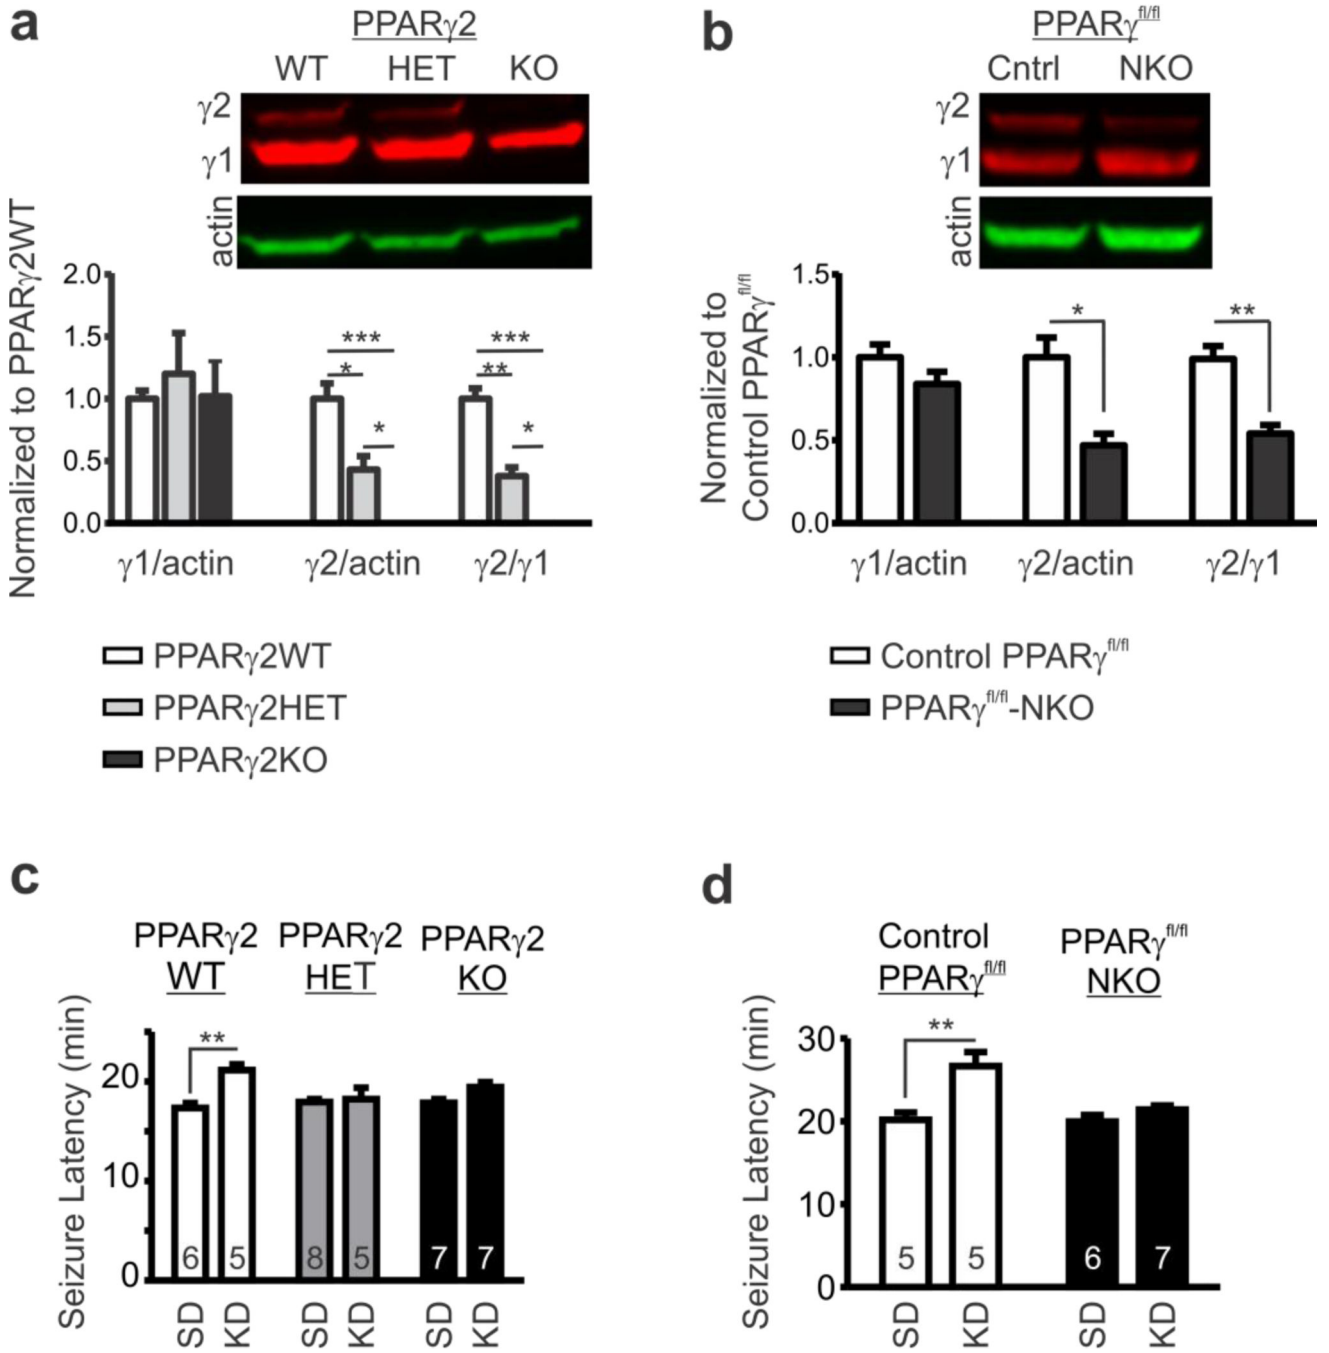 a
PPARγ2
WT HET KO
γ2
γ1
actin
Normalized to PPARγ2WT
2.0
1.5
1.0
0.5
0.0
***
*
*
***
**
*
γ1/actin γ2/actin γ2/γ1
PPARγ2WT
PPARγ2HET
PPARγ2KO
b
PPARγfl/fl
Cntrl NKO
γ2
γ1
actin
Normalized to
Control PPARγfl/fl
1.5
1.0
0.5
0.0
*
**
γ1/actin γ2/actin γ2/γ1
Control PPARγfl/fl
PPARγfl/fl-NKO
c
PPARγ2 PPARγ2 PPARγ2
WT HET KO
Seizure Latency (min)
20
10
0
**
6 5 8 5 7 7
SD KD SD KD SD KD
d
Control PPARγfl/fl
PPARγfl/fl NKO
Seizure Latency (min)
30
20
10
0
**
5 5 6 7
SD KD SD KD